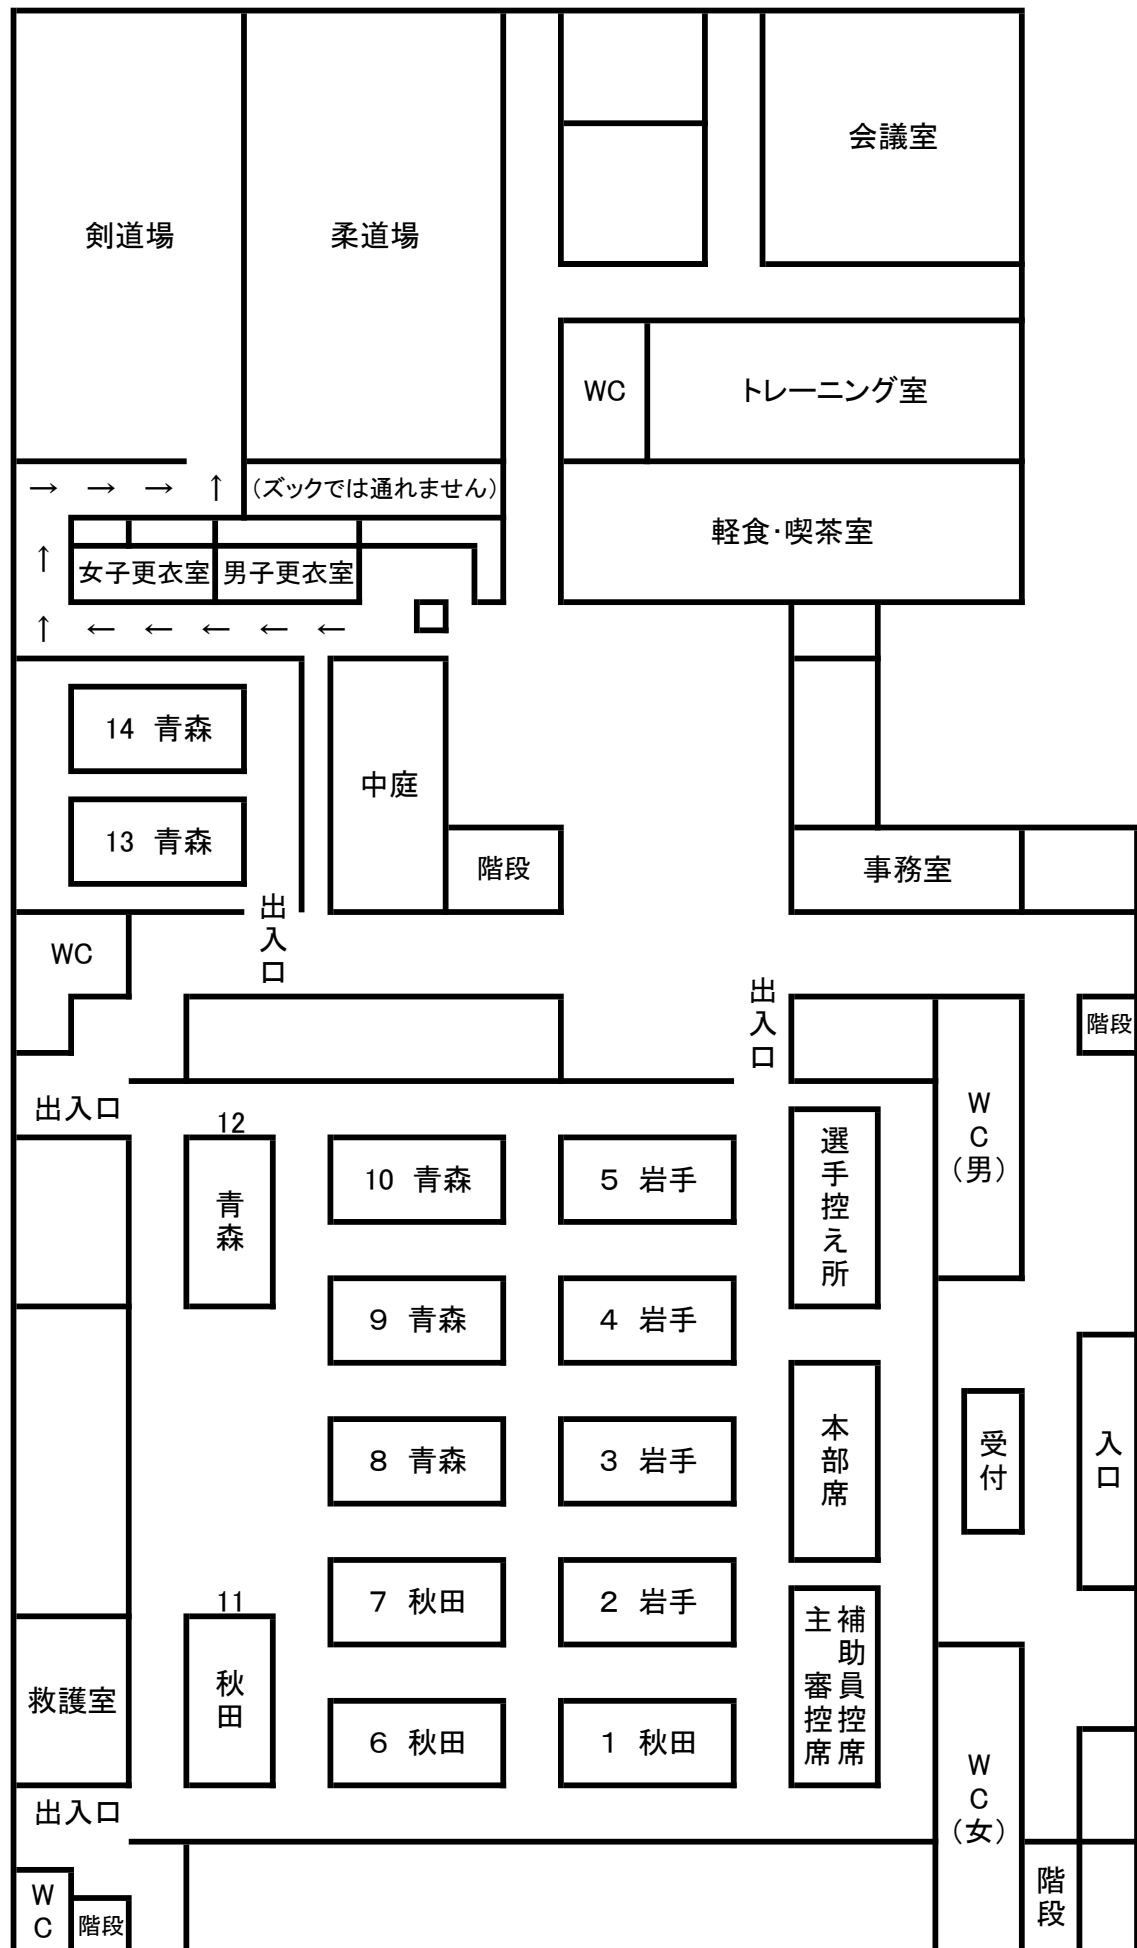 会議室
剣道場
柔道場
WC
トレーニング室
→ → → ↑
(ズックでは通れません)
軽食・喫茶室
↑
女子更衣室
男子更衣室
↑ ← ← ← ← ←
14 青森
中庭
13 青森
階段
事務室
出入口
WC
出入口
階段
出入口
12
青森
10 青森
5 岩手
選手控え所
WC(男)
9 青森
4 岩手
8 青森
3 岩手
本部席
受付
入口
11
秋田
7 秋田
2 岩手
補助員控席
主審控席
救護室
6 秋田
1 秋田
WC(女)
出入口
WC
階段
階段